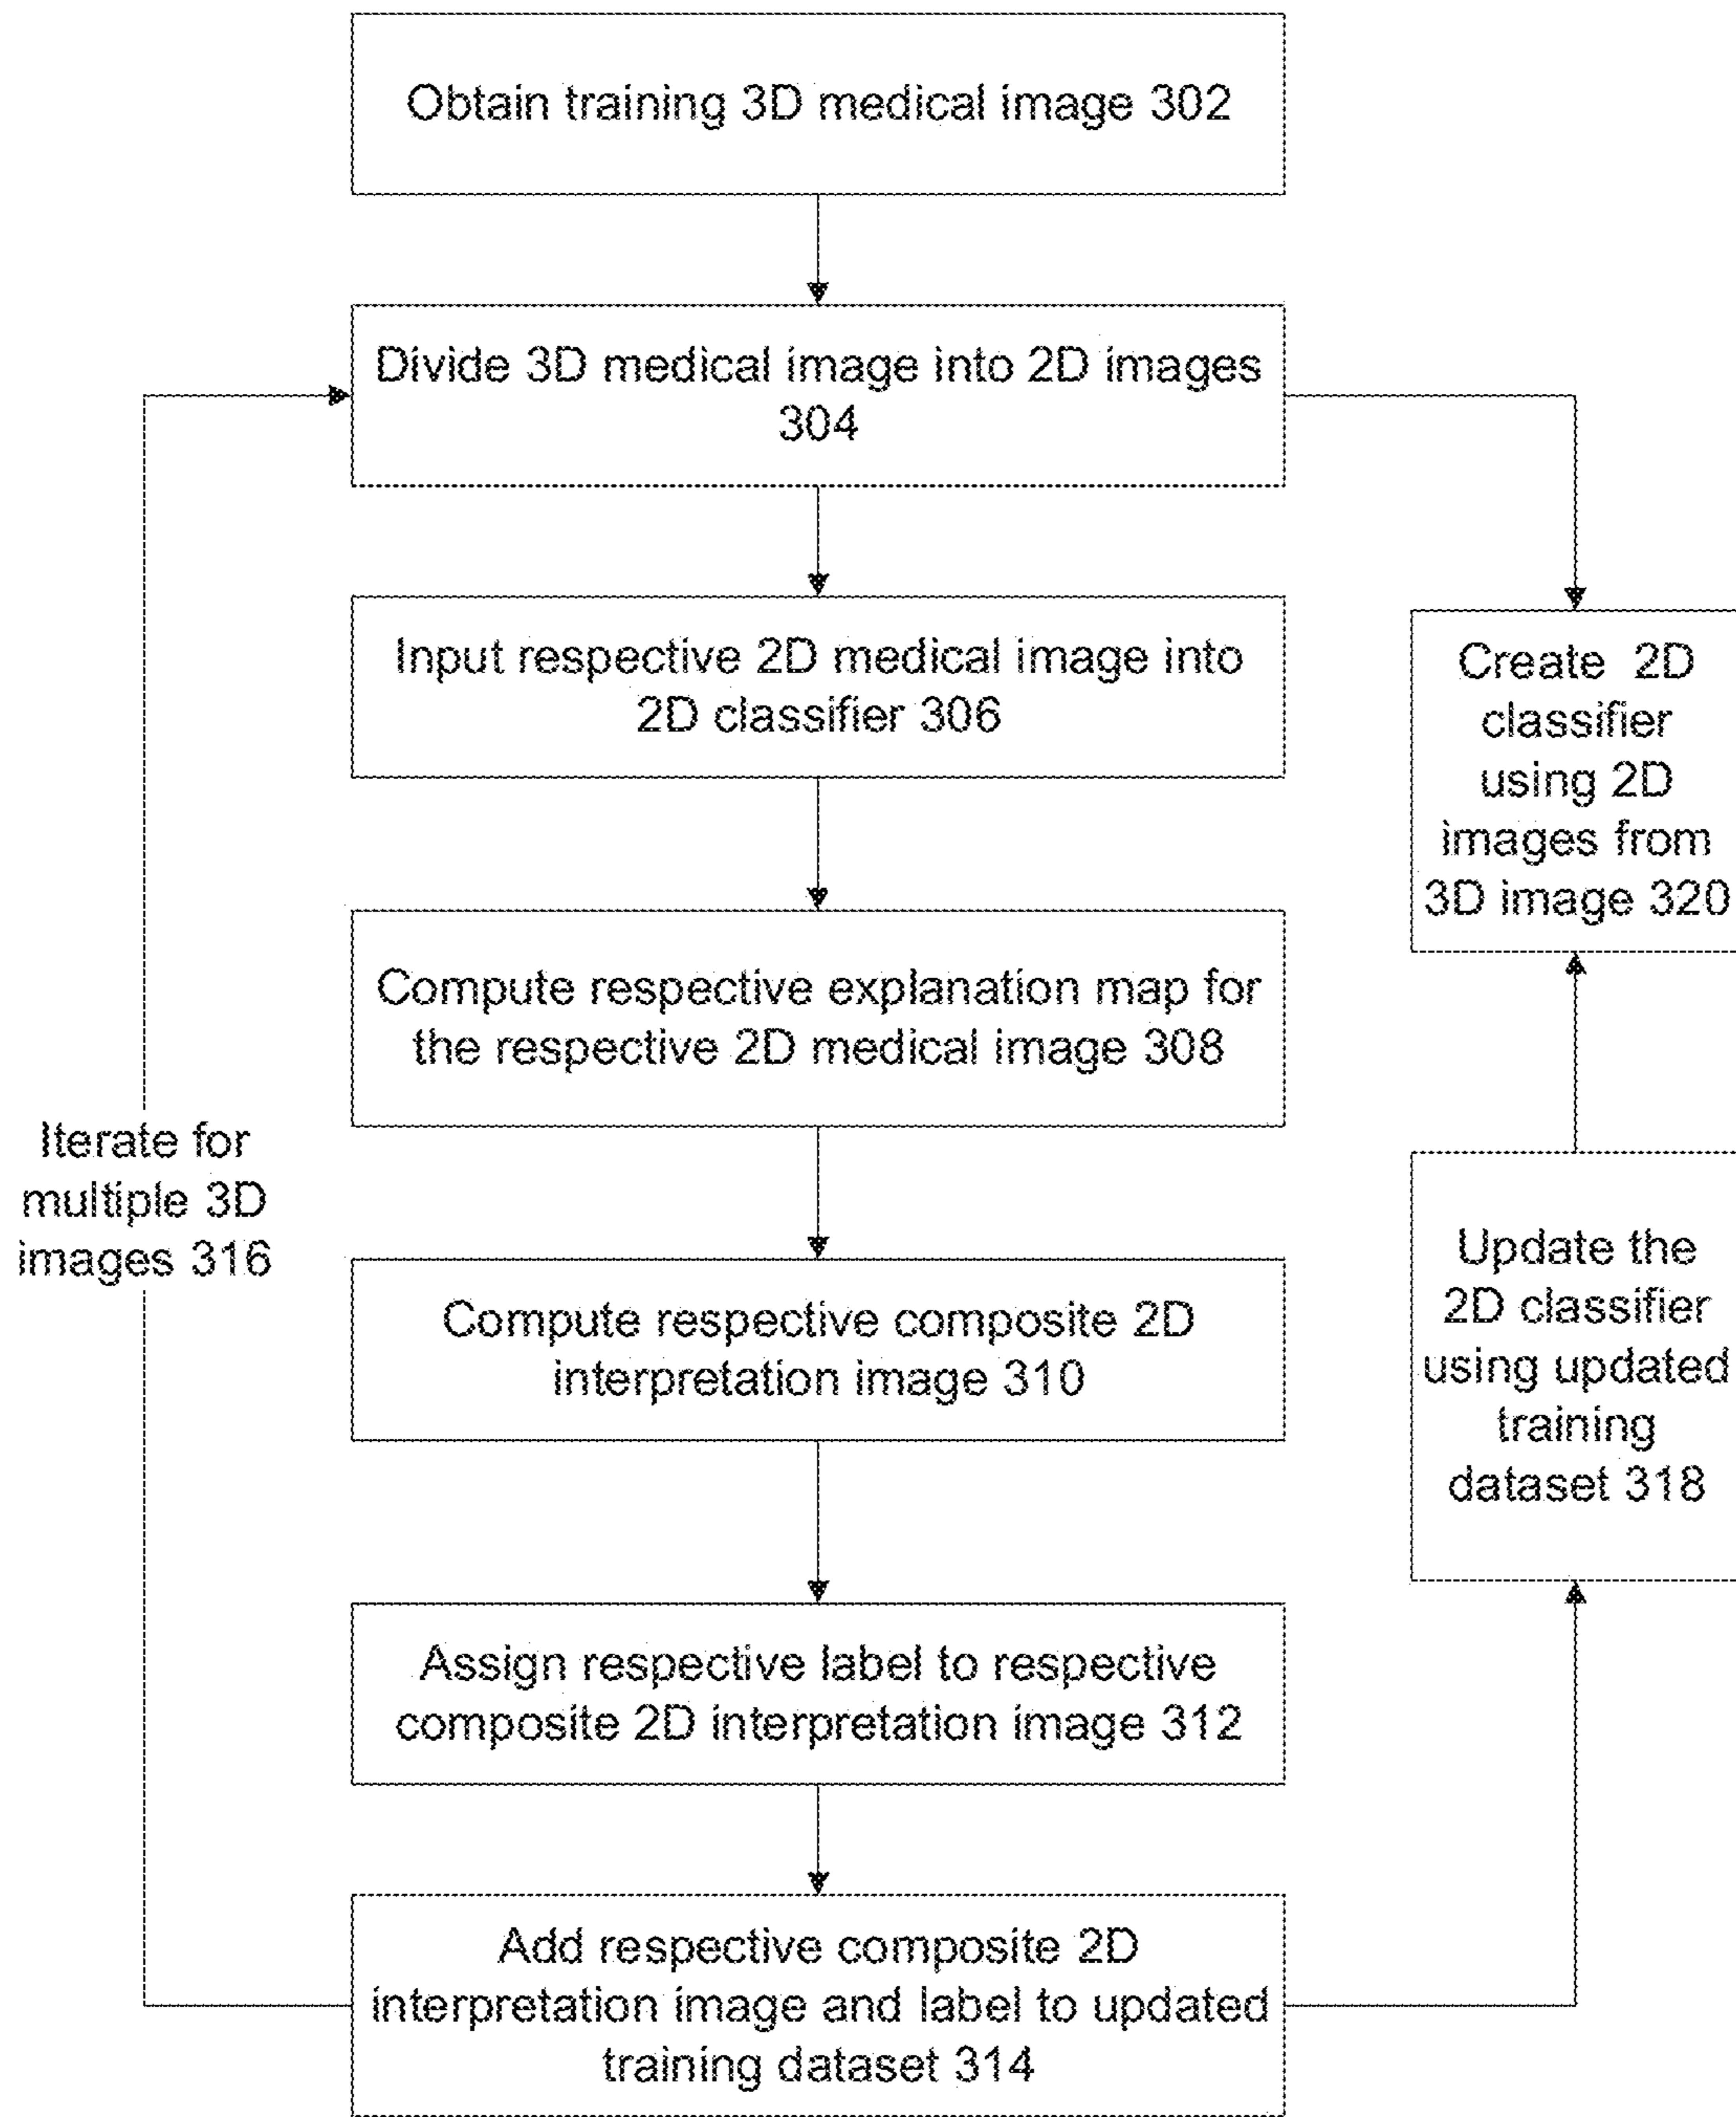 Obtain training 3D medical image 302
Divide 3D medical image into 2D images
304
Input respective 2D medical image into
2D classifier 306
Compute respective explanation map for
the respective 2D medical image 308
Compute respective composite 2D
interpretation image 310
Assign respective label to respective
composite 2D interpretation image 312
Add respective composite 2D
interpretation image and label to updated
training dataset 314
Iterate for
multiple 3D
images 316
Create 2D
classifier
using 2D
images from
3D image 320
Update the
2D classifier
using updated
training
dataset 318